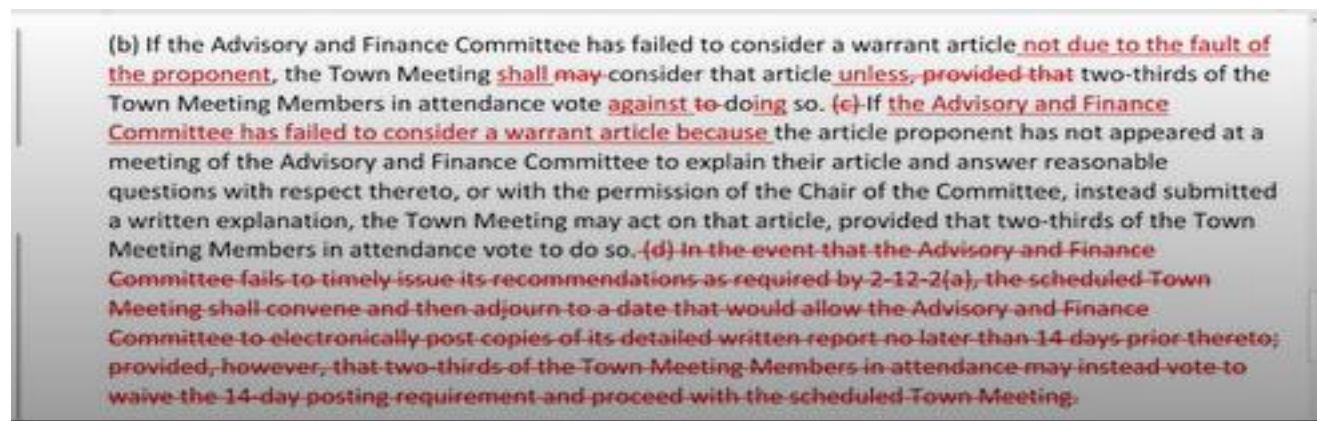 (b) If the Advisory and Finance Committee has failed to consider a warrant article not due to the fault of
the proponent, the Town Meeting shall may consider that article unless, provided that two-thirds of the
Town Meeting Members in attendance vote against to doing so. (c) If the Advisory and Finance
Committee has failed to consider a warrant article because the article proponent has not appeared at a
meeting of the Advisory and Finance Committee to explain their article and answer reasonable
questions with respect thereto, or with the permission of the Chair of the Committee, instead submitted
a written explanation, the Town Meeting may act on that article, provided that two-thirds of the Town
Meeting Members in attendance vote to do so. (d) In the event that the Advisory and Finance
Committee fails to timely issue its recommendations as required by 2-12-2(a), the scheduled Town
Meeting shall convene and then adjourn to a date that would allow the Advisory and Finance
Committee to electronically post copies of its detailed written report no later than 14 days prior thereto;
provided, however, that two-thirds of the Town Meeting Members in attendance may instead vote to
waive the 14-day posting requirement and proceed with the scheduled Town Meeting.